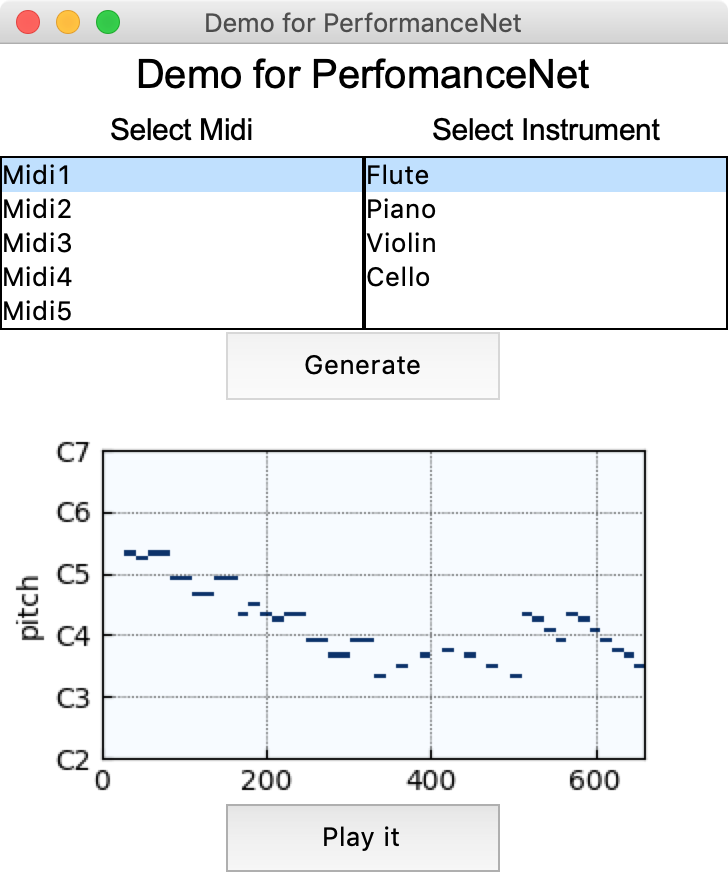 Demo for PerformanceNet
Demo for PerfomanceNet
Select Midi Select Instrument
Midi1 Flute
Midi2 Piano
Midi3 Violin
Midi4 Cello
Midi5
Generate
C7
C6
C5
C4
C3
C2
pitch
0 200 400 600
Play it